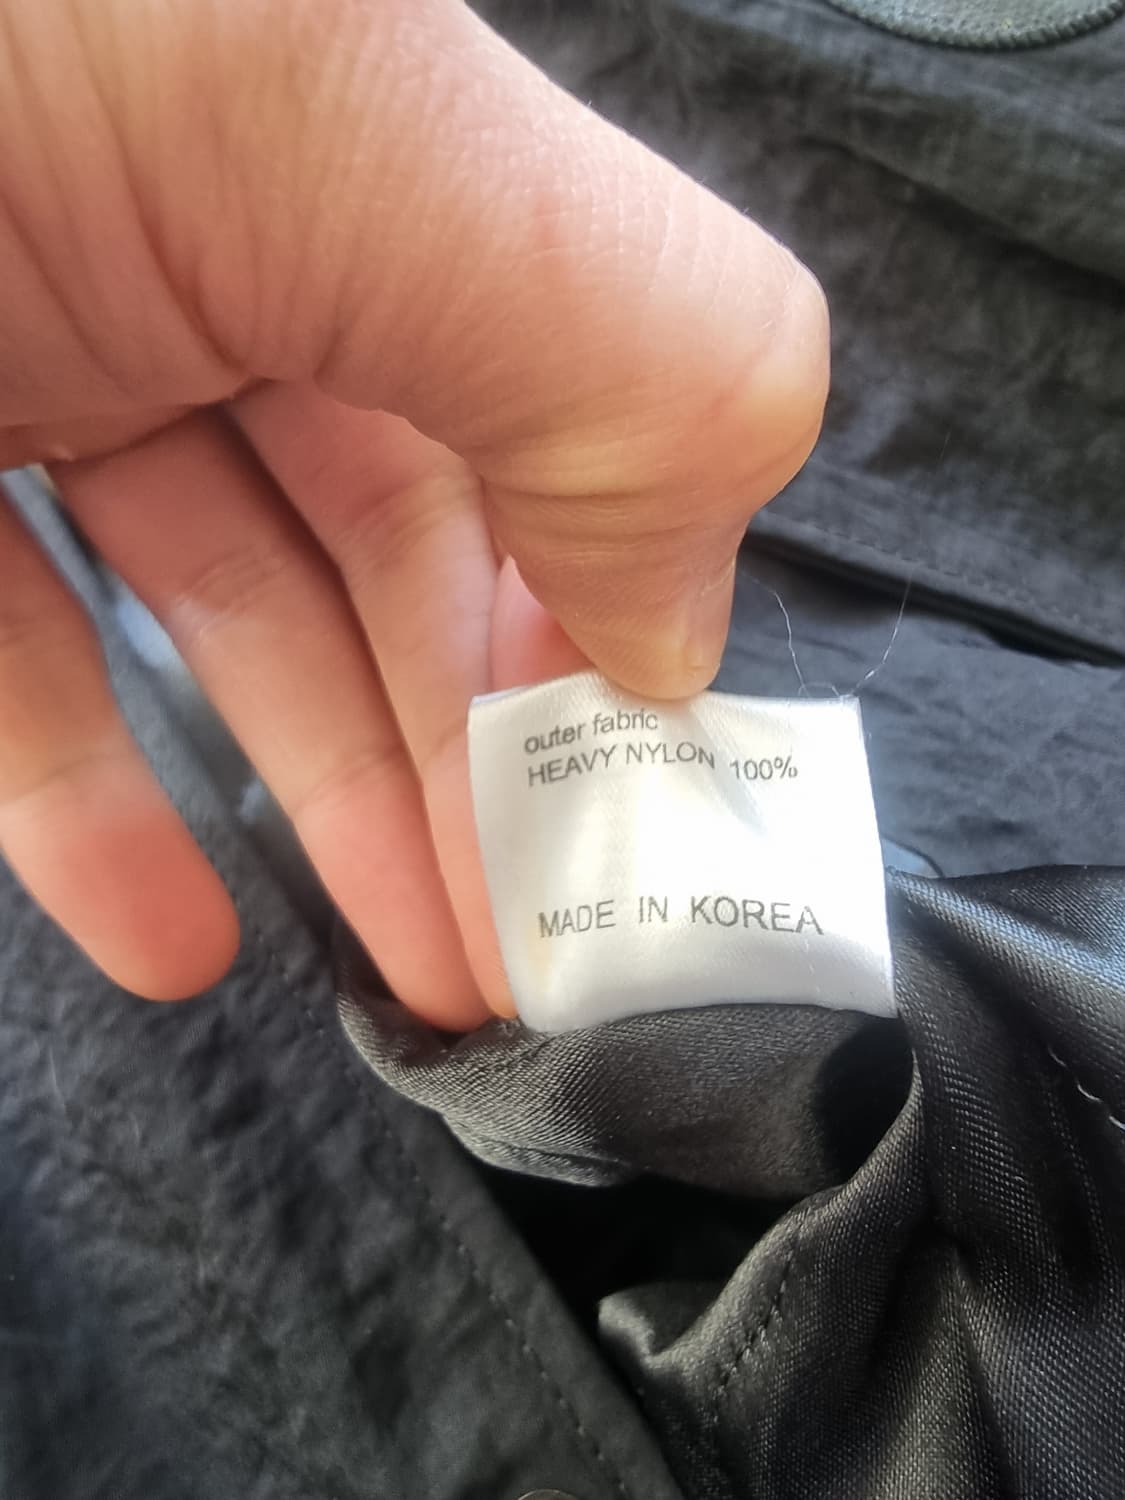 outer fabric
HEAVY NYLON 100%
MADE IN KOREA